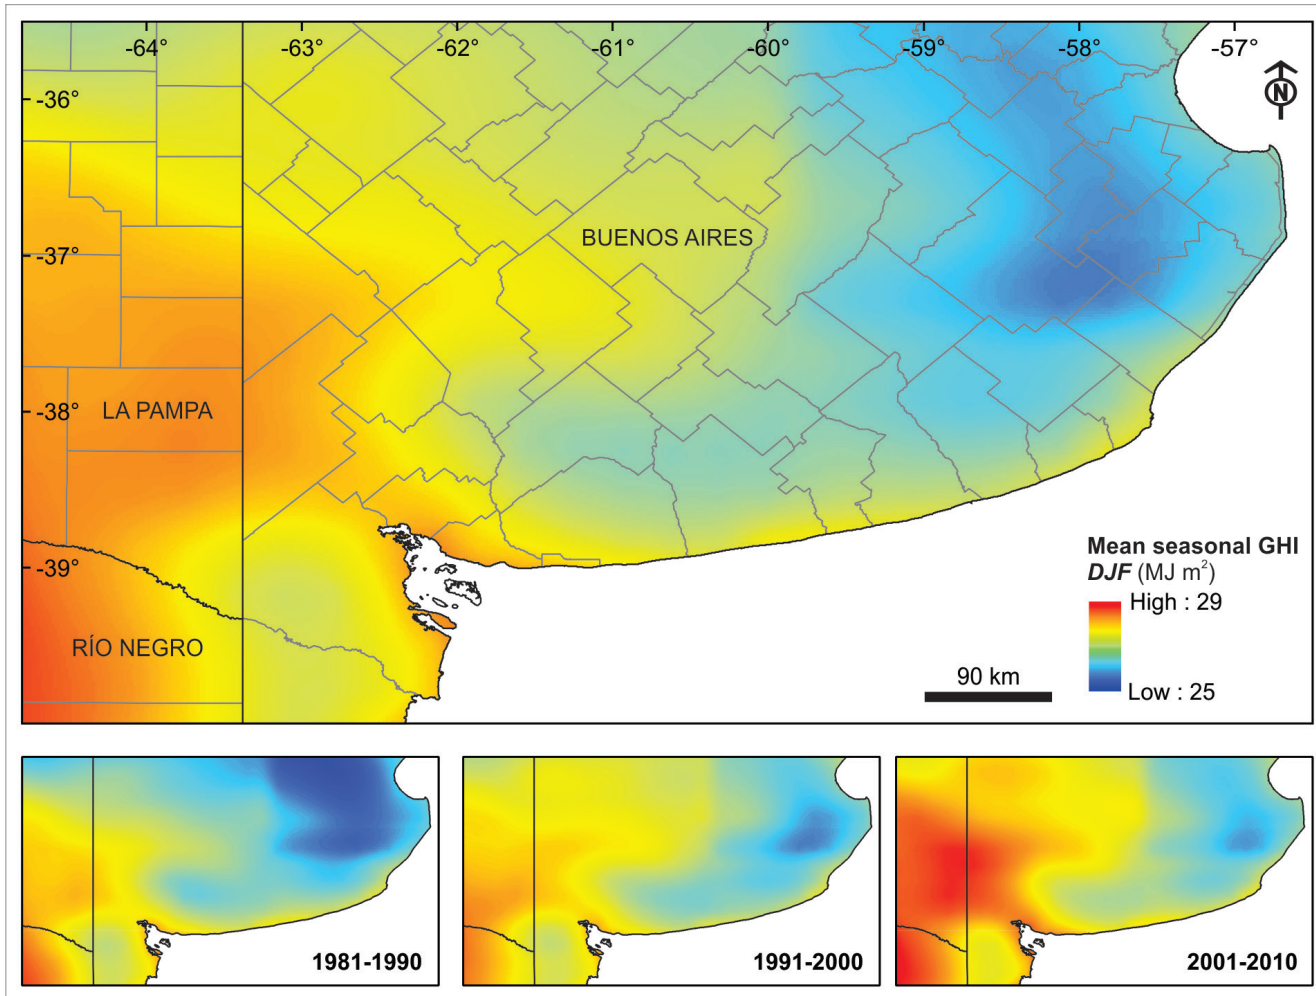 -64° -63° -62° -61° -60° -59° -58° -57°
-36°
N
BUENOS AIRES
-37°
-38°
LA PAMPA
-39°
RÍO NEGRO
Mean seasonal GHI
DJF (MJ m²)
High : 29
Low : 25
90 km
1981-1990
1991-2000
2001-2010